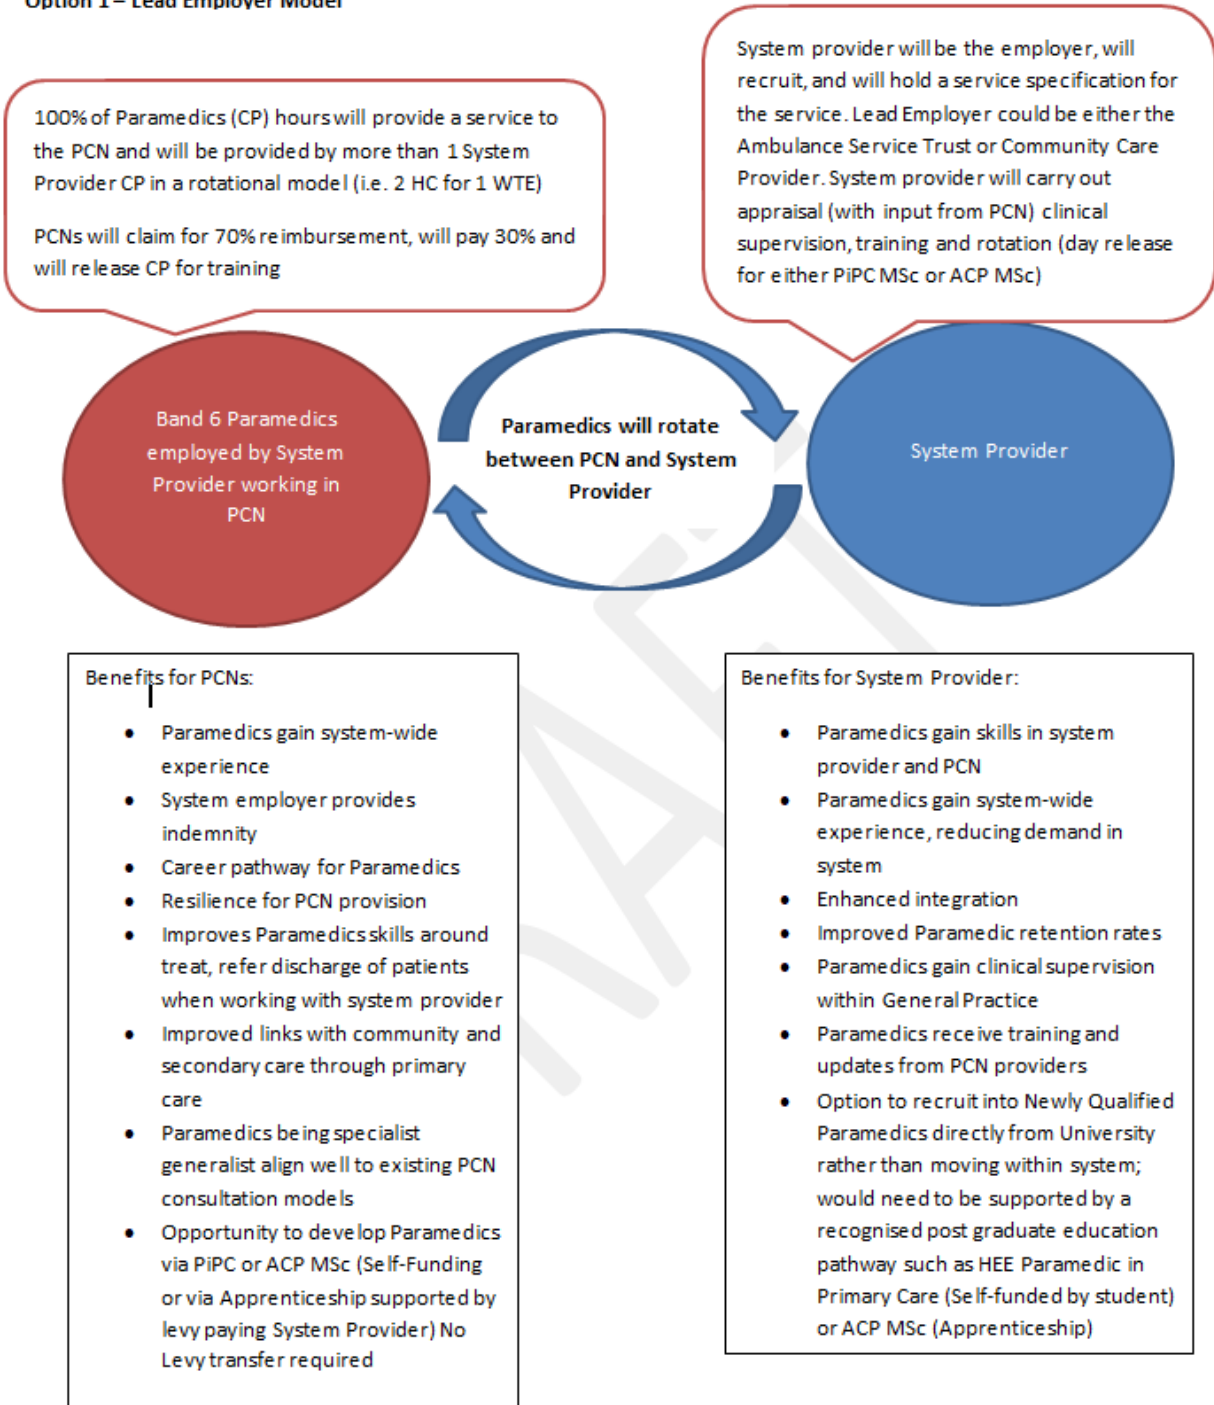 Option 1 – Lead Employer Model
System provider will be the employer, will
recruit, and will hold a service specification for
the service. Lead Employer could be either the
Ambulance Service Trust or Community Care
Provider. System provider will carry out
appraisal (with input from PCN) clinical
supervision, training and rotation (day release
for either PiPC MSc or ACP MSc)
100% of Paramedics (CP) hours will provide a service to
the PCN and will be provided by more than 1 System
Provider CP in a rotational model (i.e. 2 HC for 1 WTE)
PCNs will claim for 70% reimbursement, will pay 30% and
will release CP for training
Band 6 Paramedics
employed by System
Provider working in
PCN
Paramedics will rotate
between PCN and System
Provider
System Provider
Benefits for PCNs:
• Paramedics gain system-wide
experience
• System employer provides
indemnity
• Career pathway for Paramedics
• Resilience for PCN provision
• Improves Paramedics skills around
treat, refer discharge of patients
when working with system provider
• Improved links with community and
secondary care through primary
care
• Paramedics being specialist
generalist align well to existing PCN
consultation models
• Opportunity to develop Paramedics
via PiPC or ACP MSc (Self-Funding
or via Apprenticeship supported by
levy paying System Provider) No
Levy transfer required
Benefits for System Provider:
• Paramedics gain skills in system
provider and PCN
• Paramedics gain system-wide
experience, reducing demand in
system
• Enhanced integration
• Improved Paramedic retention rates
• Paramedics gain clinical supervision
within General Practice
• Paramedics receive training and
updates from PCN providers
• Option to recruit into Newly Qualified
Paramedics directly from University
rather than moving within system;
would need to be supported by a
recognised post graduate education
pathway such as HEE Paramedic in
Primary Care (Self-funded by student)
or ACP MSc (Apprenticeship)